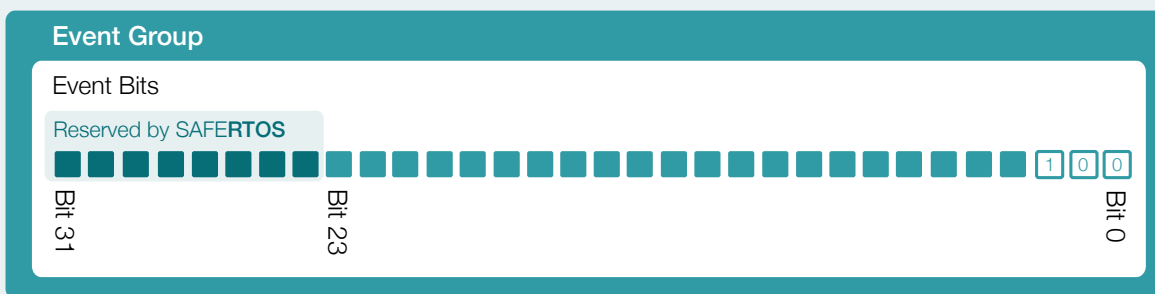 Event Group
Event Bits
Reserved by SAFERTOS
1 0 0
Bit 31
Bit 23
Bit 0